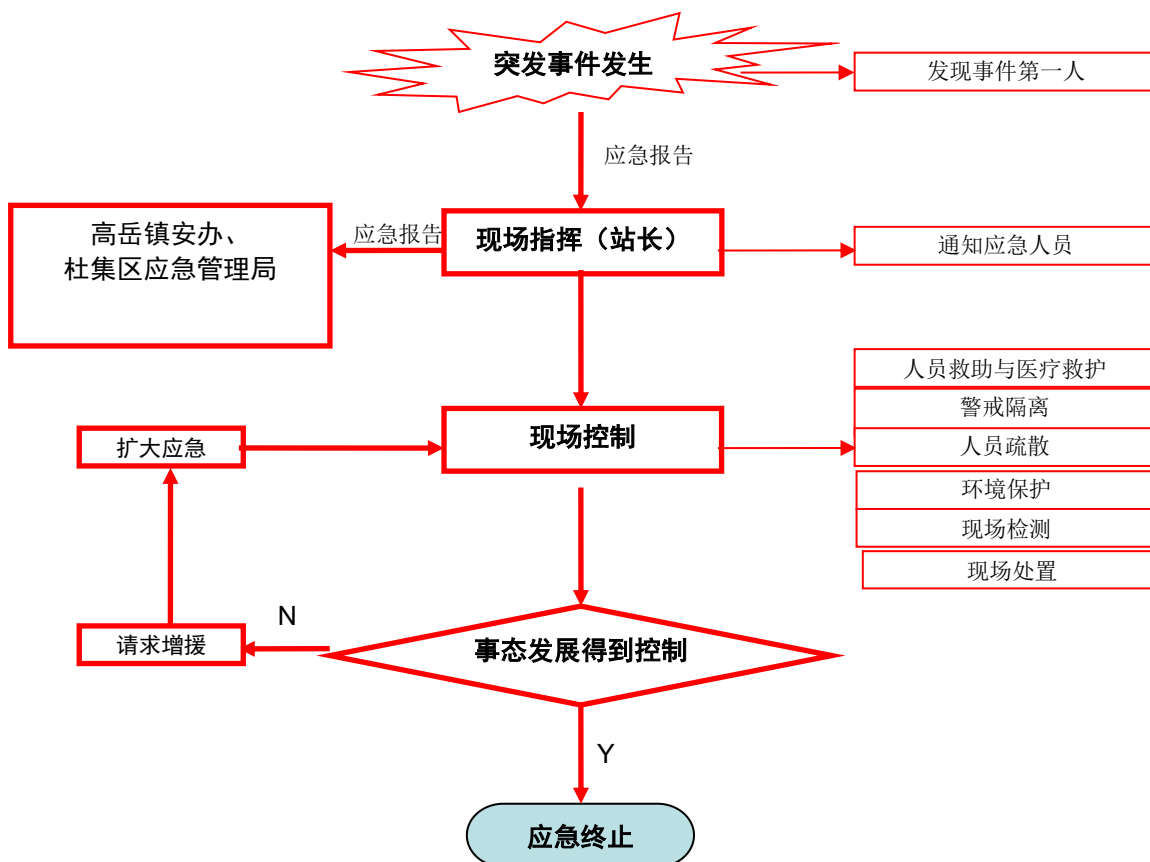 突发事件发生
发现事件第一人
应急报告
高岳镇安办、
杜集区应急管理局
应急报告
现场指挥（站长）
通知应急人员
人员救助与医疗救护
警戒隔离
扩大应急
现场控制
人员疏散
环境保护
现场检测
现场处置
N
请求增援
事态发展得到控制
Y
应急终止